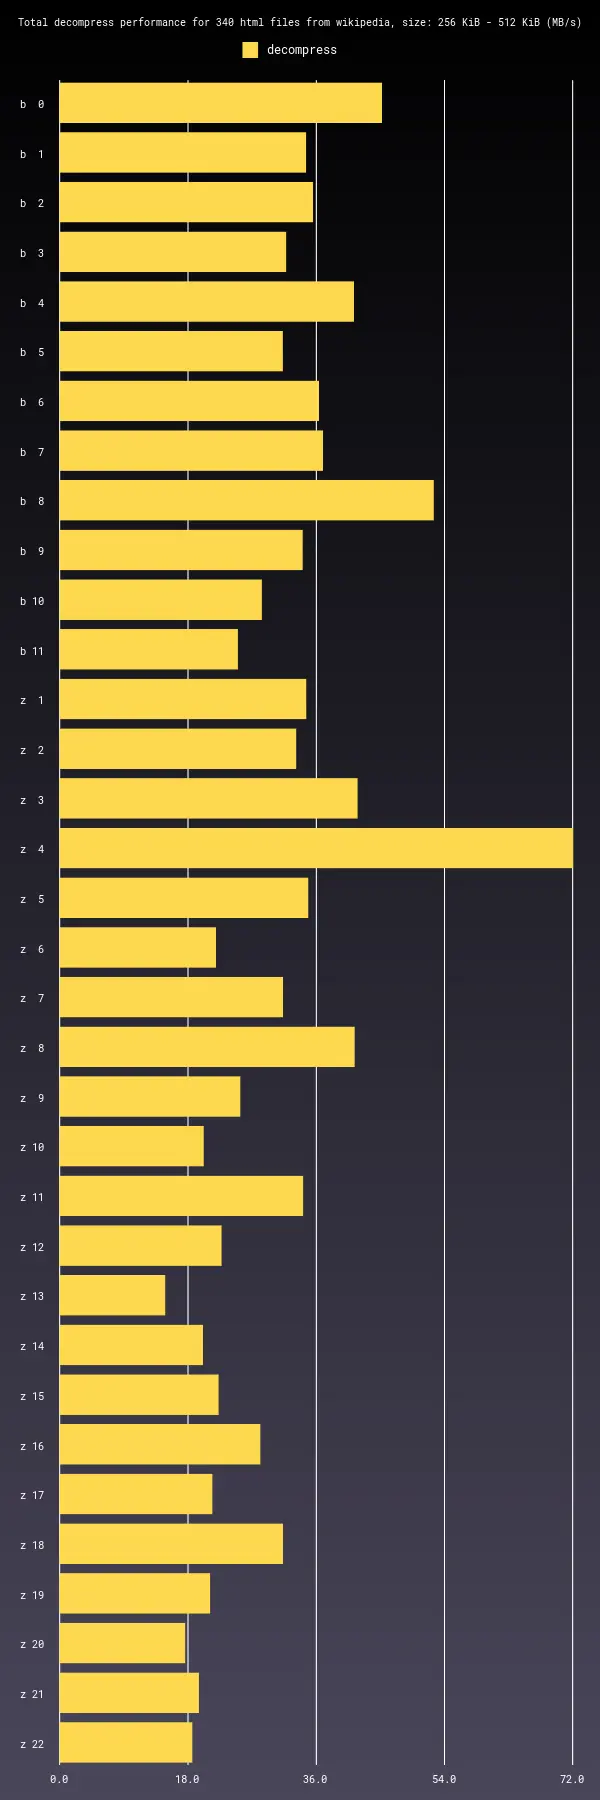 Total decompress performance for 340 html files from wikipedia, size: 256 KiB - 512 KiB (MB/s)
decompress
b 0
b 1
b 2
b 3
b 4
b 5
b 6
b 7
b 8
b 9
b 10
b 11
z 1
z 2
z 3
z 4
z 5
z 6
z 7
z 8
z 9
z 10
z 11
z 12
z 13
z 14
z 15
z 16
z 17
z 18
z 19
z 20
z 21
z 22
0.0 18.0 36.0 54.0 72.0